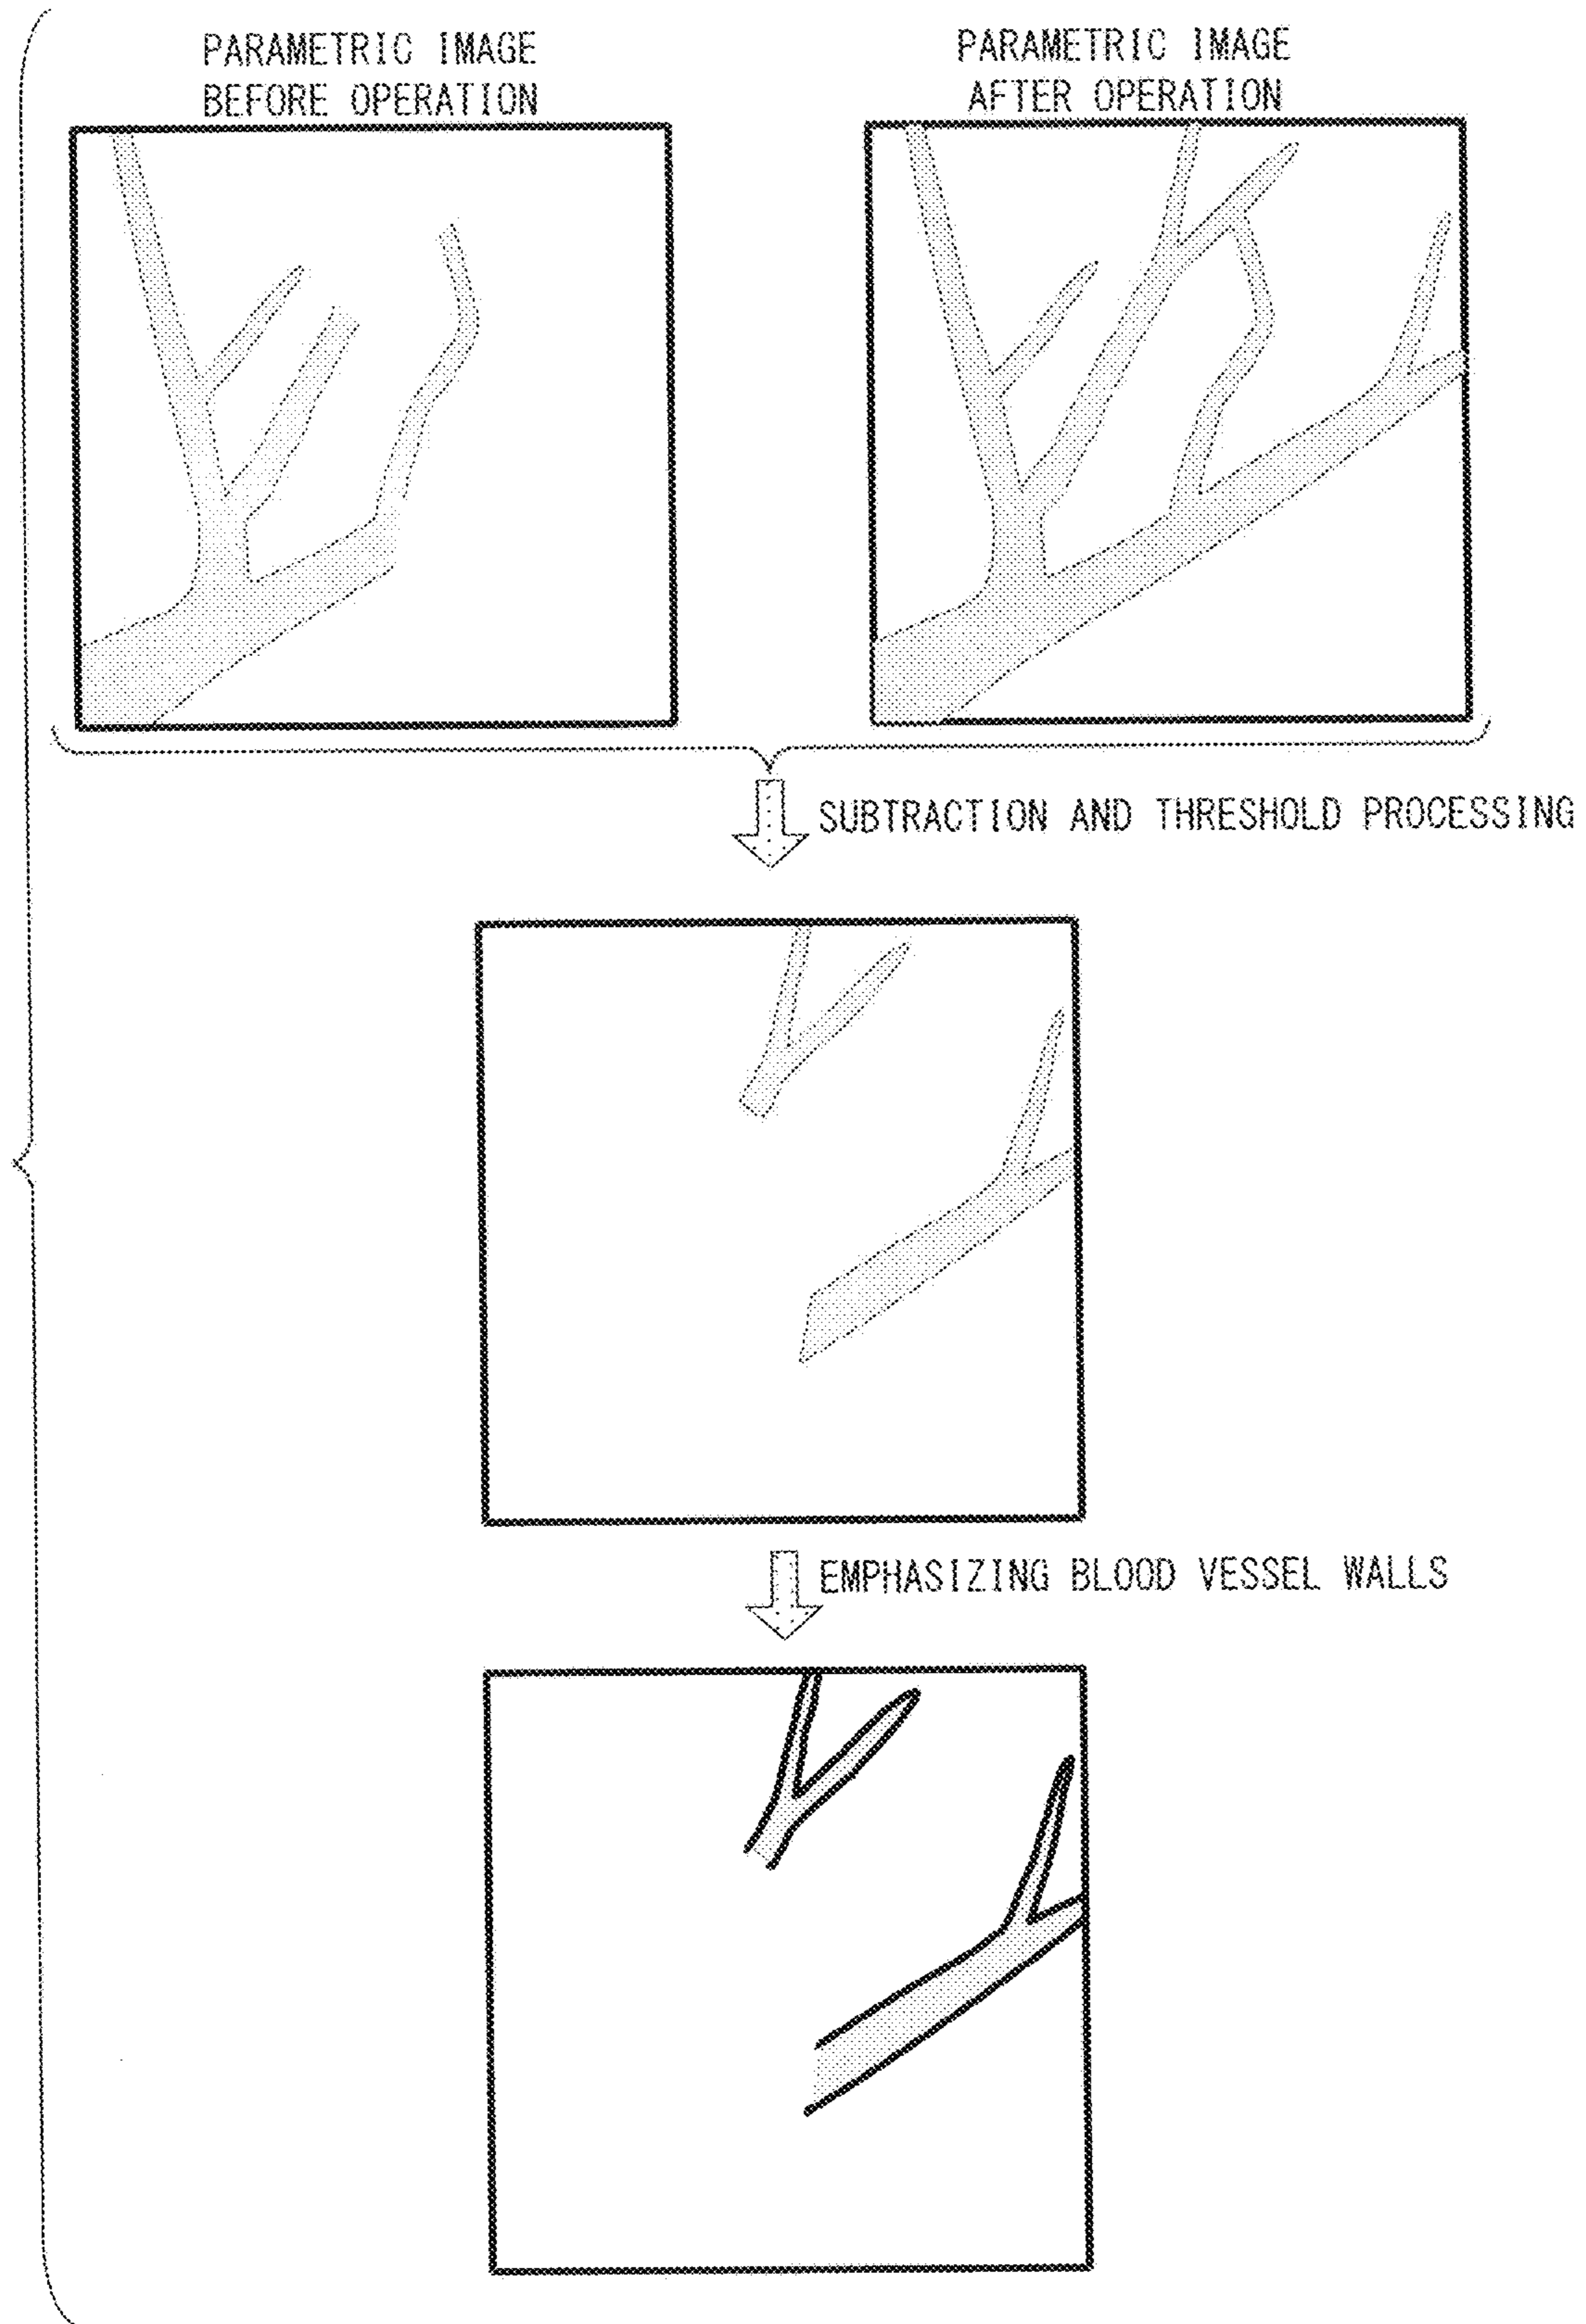 PARAMETRIC IMAGE
BEFORE OPERATION
PARAMETRIC IMAGE
AFTER OPERATION
SUBTRACTION AND THRESHOLD PROCESSING
EMPHASIZING BLOOD VESSEL WALLS